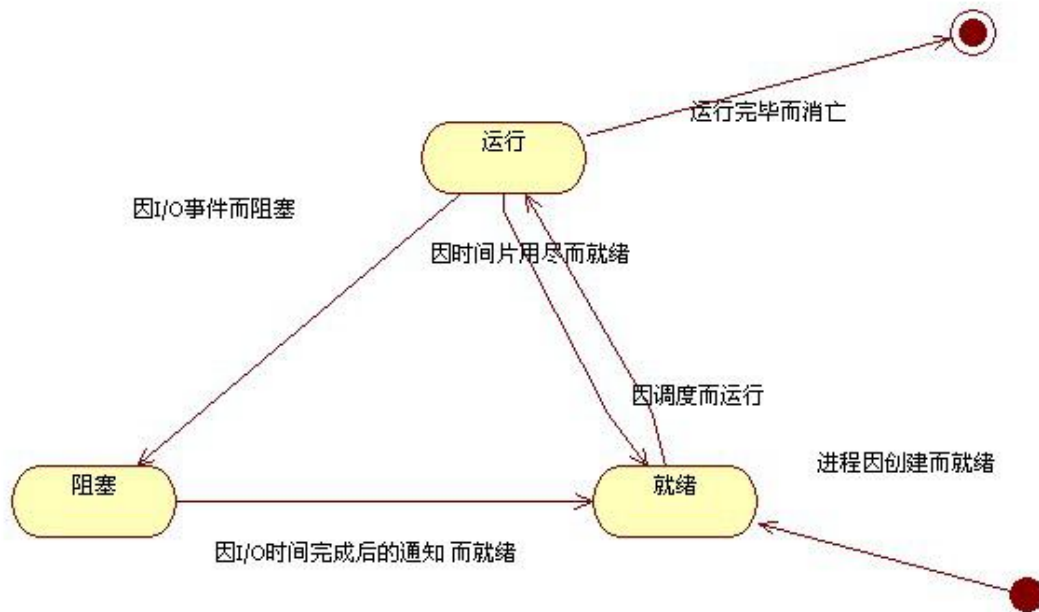 运行完毕而消亡
运行
因I/O事件而阻塞
因时间片用尽而就绪
因调度而运行
进程因创建而就绪
阻塞
就绪
因I/O时间完成后的通知 而就绪